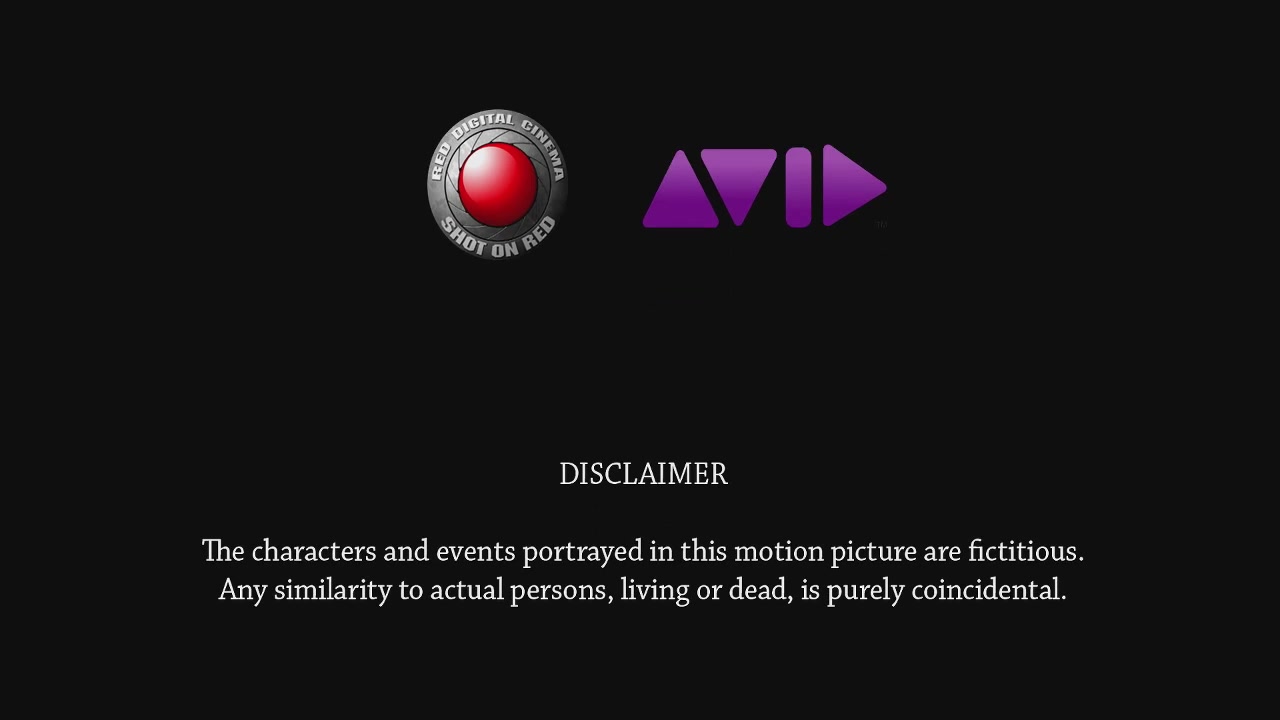 RED DIGITAL CINEMA
SHOT ON RED
AVID
TM
DISCLAIMER
The characters and events portrayed in this motion picture are fictitious.
Any similarity to actual persons, living or dead, is purely coincidental.